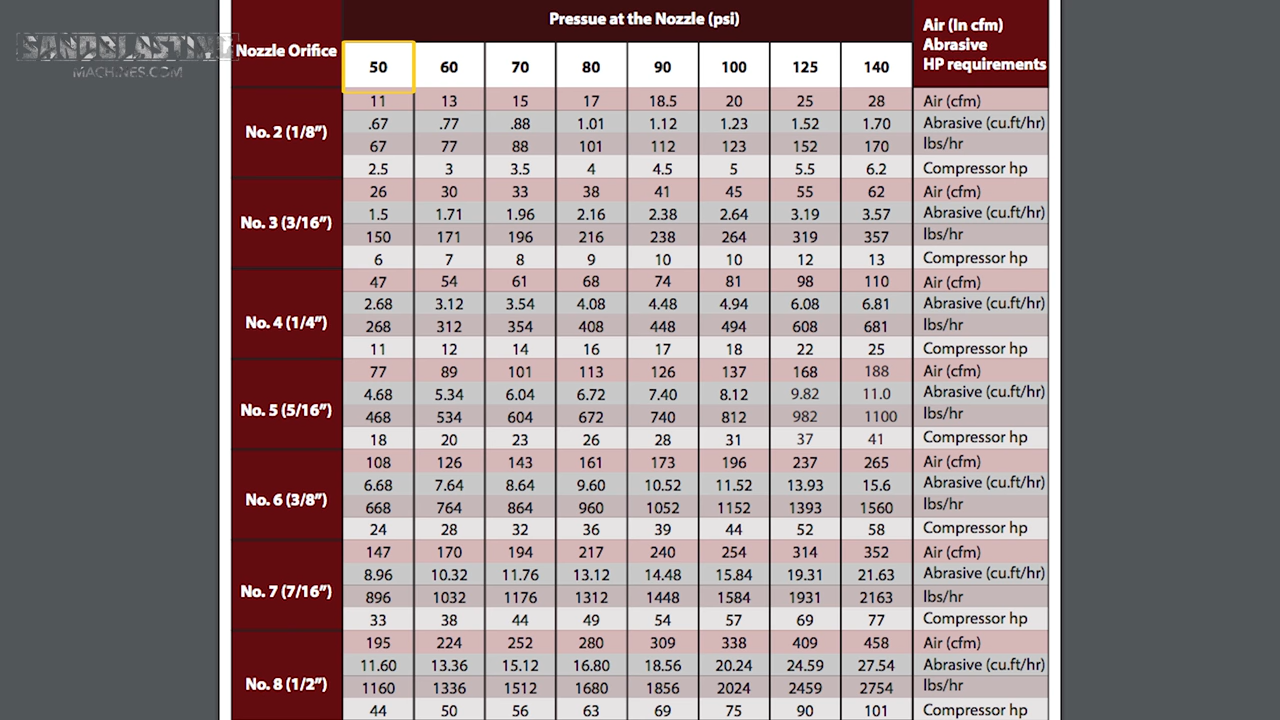 SANDBLASTING
MACHINES.COM
Pressue at the Nozzle (psi)
Nozzle Orifice
50 60 70 80 90 100 125 140
Air (In cfm)
Abrasive
HP requirements
No. 2 (1/8”)
11 13 15 17 18.5 20 25 28 Air (cfm)
.67 .77 .88 1.01 1.12 1.23 1.52 1.70 Abrasive (cu.ft/hr)
67 77 88 101 112 123 152 170 lbs/hr
2.5 3 3.5 4 4.5 5 5.5 6.2 Compressor hp
No. 3 (3/16”)
26 30 33 38 41 45 55 62 Air (cfm)
1.5 1.71 1.96 2.16 2.38 2.64 3.19 3.57 Abrasive (cu.ft/hr)
150 171 196 216 238 264 319 357 lbs/hr
6 7 8 9 10 10 12 13 Compressor hp
No. 4 (1/4”)
47 54 61 68 74 81 98 110 Air (cfm)
2.68 3.12 3.54 4.08 4.48 4.94 6.08 6.81 Abrasive (cu.ft/hr)
268 312 354 408 448 494 608 681 lbs/hr
11 12 14 16 17 18 22 25 Compressor hp
No. 5 (5/16”)
77 89 101 113 126 137 168 188 Air (cfm)
4.68 5.34 6.04 6.72 7.40 8.12 9.82 11.0 Abrasive (cu.ft/hr)
468 534 604 672 740 812 982 1100 lbs/hr
18 20 23 26 28 31 37 41 Compressor hp
No. 6 (3/8”)
108 126 143 161 173 196 237 265 Air (cfm)
6.68 7.64 8.64 9.60 10.52 11.52 13.93 15.6 Abrasive (cu.ft/hr)
668 764 864 960 1052 1152 1393 1560 lbs/hr
24 28 32 36 39 44 52 58 Compressor hp
No. 7 (7/16”)
147 170 194 217 240 254 314 352 Air (cfm)
8.96 10.32 11.76 13.12 14.48 15.84 19.31 21.63 Abrasive (cu.ft/hr)
896 1032 1176 1312 1448 1584 1931 2163 lbs/hr
33 38 44 49 54 57 69 77 Compressor hp
No. 8 (1/2”)
195 224 252 280 309 338 409 458 Air (cfm)
11.60 13.36 15.12 16.80 18.56 20.24 24.59 27.54 Abrasive (cu.ft/hr)
1160 1336 1512 1680 1856 2024 2459 2754 lbs/hr
44 50 56 63 69 75 90 101 Compressor hp